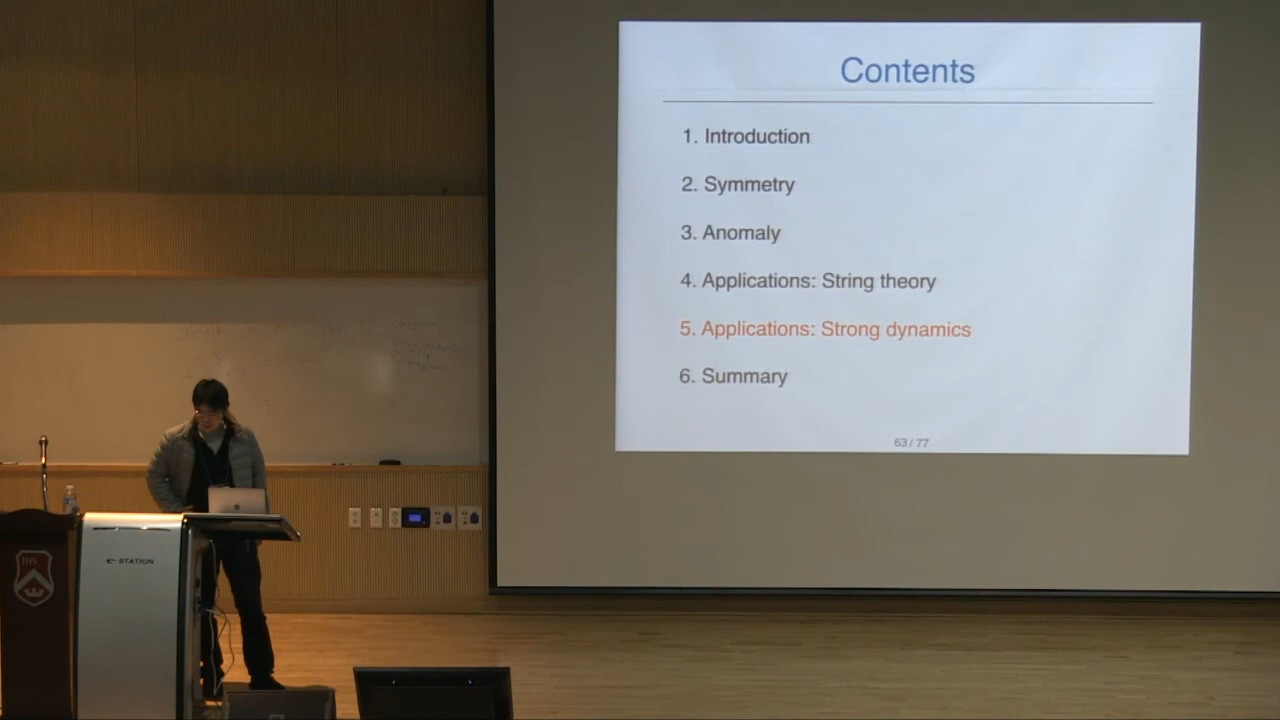 Contents
1. Introduction
2. Symmetry
3. Anomaly
4. Applications: String theory
5. Applications: Strong dynamics
6. Summary
63 / 77
STATION
IHS